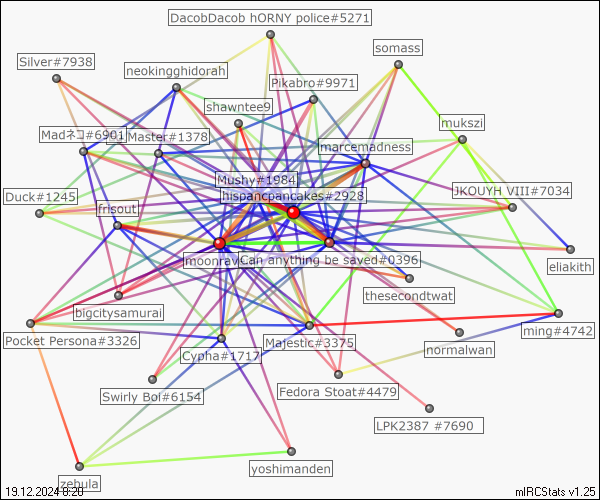 DacobDacob hORNY police#5271
somass
Silver#7938
neokingghidorah
Pikabro#9971
shawntee9
mukszi
Madネコ#6901
Master#1378
marcemadness
Mushy#1984
Duck#1245
hispancpancakes#2928
JKOUYH VIII#7034
frisout
jmoonrav
Can anything be saved#0396
eliakith
thesecondtwat
bigcitysamurai
Pocket Persona#3326
Cypha#1717
Majestic#3375
normalwan
ming#4742
Swirly Boi#6154
Fedora Stoat#4479
LPK2387 #7690
zebula
yoshimanden
19.12.2024 8:20
mIRCStats v1.25